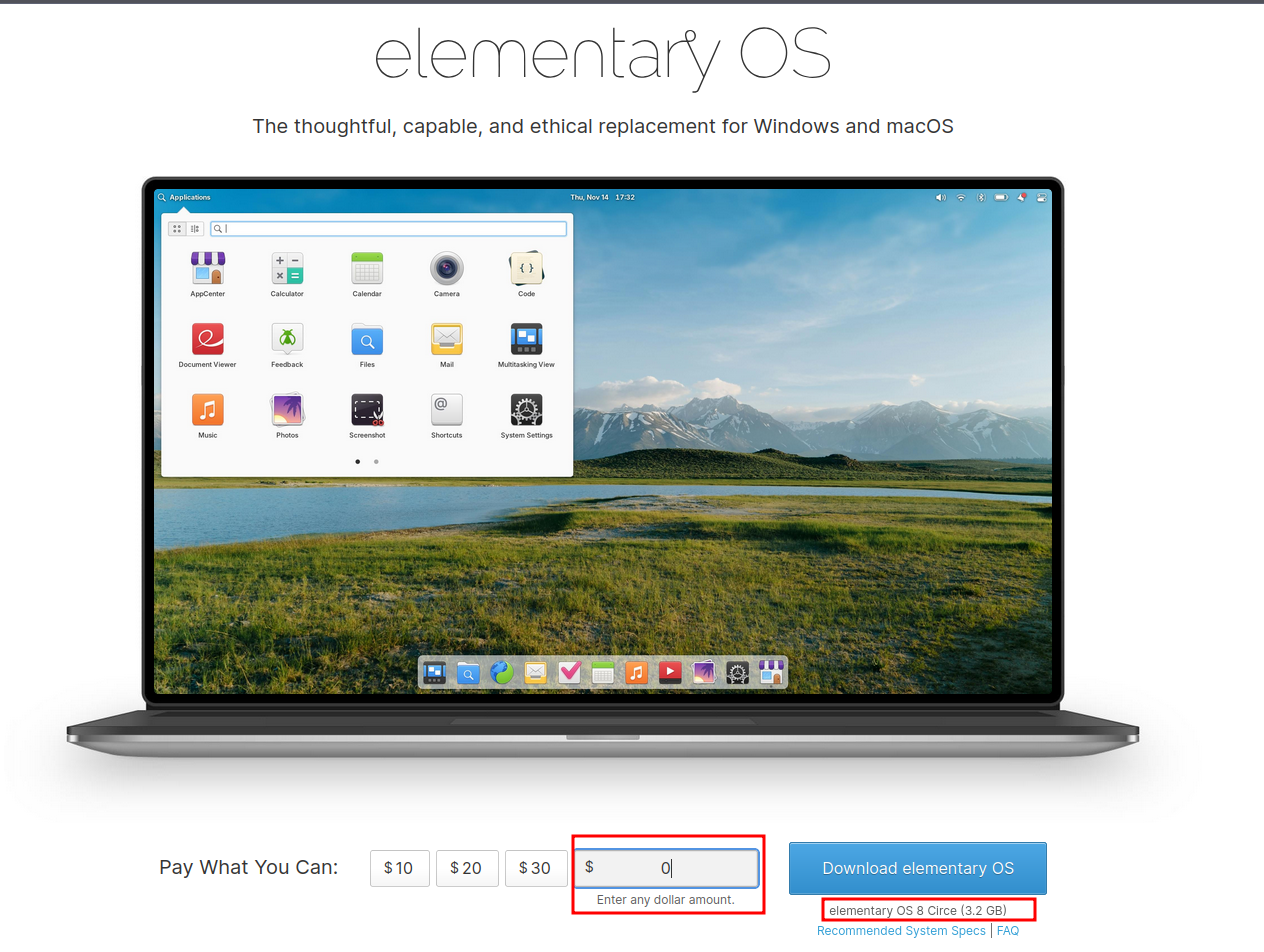 elementary OS
The thoughtful, capable, and ethical replacement for Windows and macOS
Applications
Thu, Nov 14 17:32
AppCenter
Calculator
Calendar
Camera
Code
Document Viewer
Feedback
Files
Mail
Multitasking View
Music
Photos
Screenshot
@
Shortcuts
System Settings
Pay What You Can:
$ 10
$ 20
$ 30
$ 0
Enter any dollar amount.
Download elementary OS
elementary OS 8 Circe (3.2 GB)
Recommended System Specs | FAQ